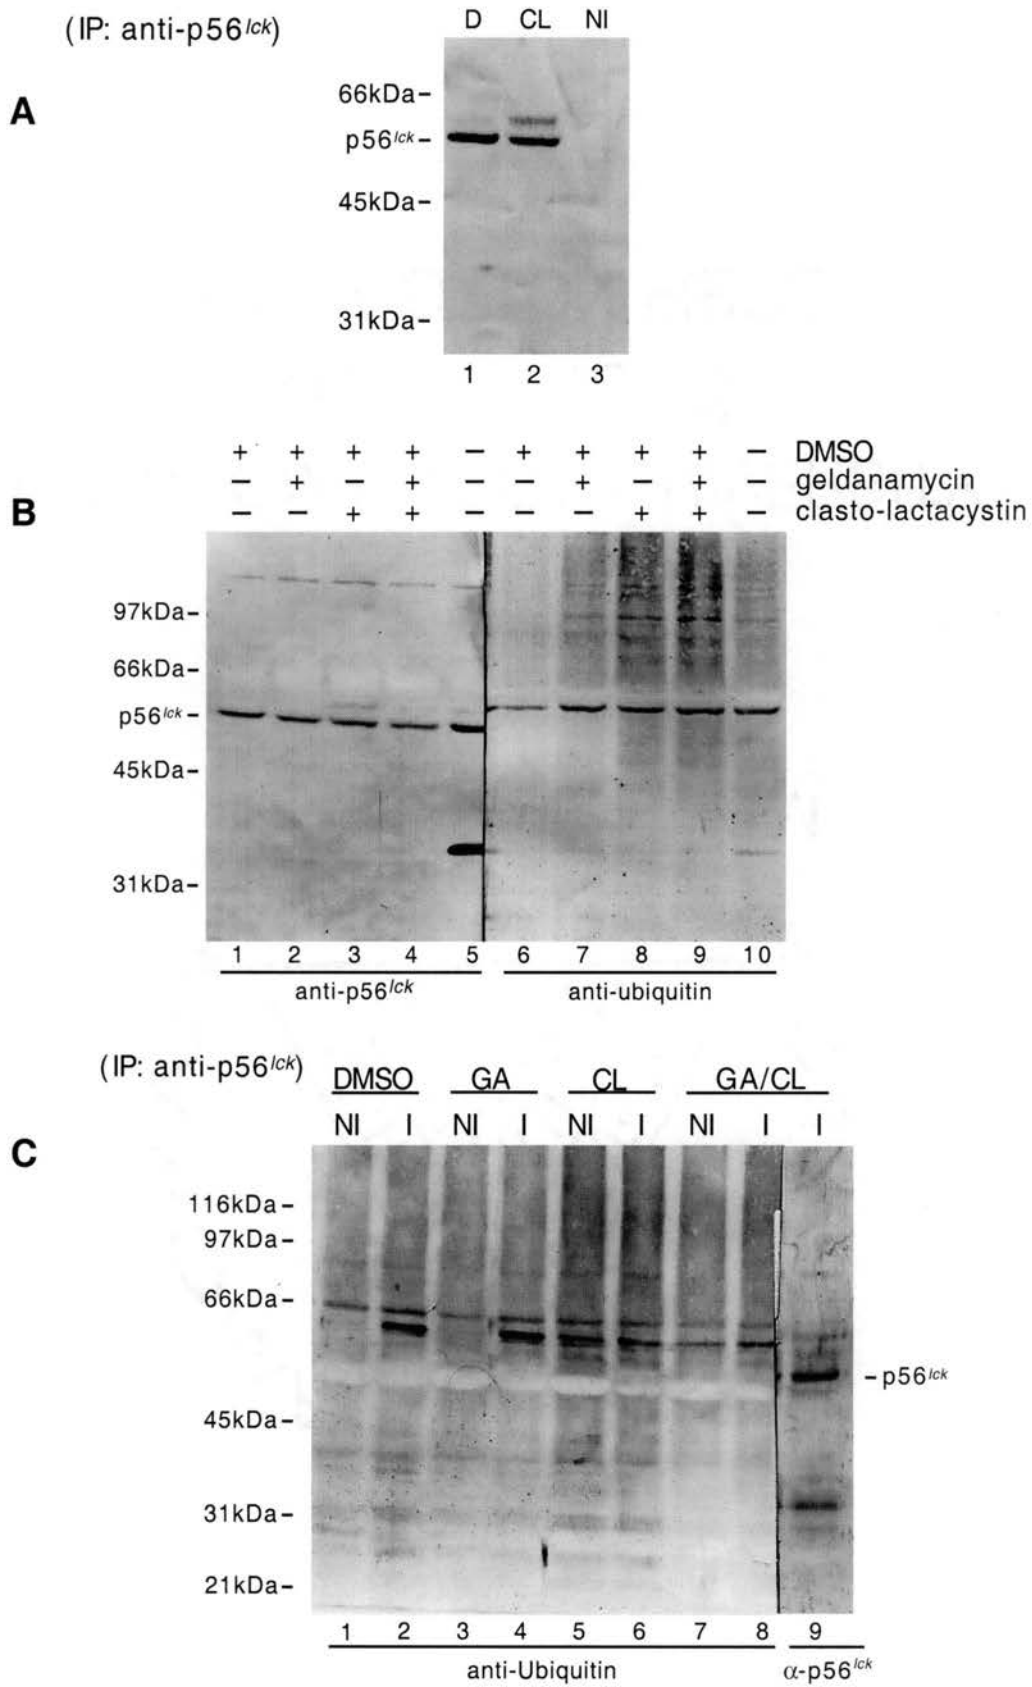 (IP: anti-p56lck)
D CL NI
A
66kDa–
p56lck–
45kDa–
31kDa–
1 2 3
+ + + + – + + + + – DMSO
– + – + – – + – + – geldanamycin
– – + + – – – + + – clasto-lactacystin
B
97kDa–
66kDa–
p56lck–
45kDa–
31kDa–
1 2 3 4 5 6 7 8 9 10
anti-p56lck anti-ubiquitin
(IP: anti-p56lck)
DMSO GA CL GA/CL
NI I NI I NI I NI I I
C
116kDa–
97kDa–
66kDa–
–p56lck
45kDa–
31kDa–
21kDa–
1 2 3 4 5 6 7 8 9
anti-Ubiquitin α-p56lck